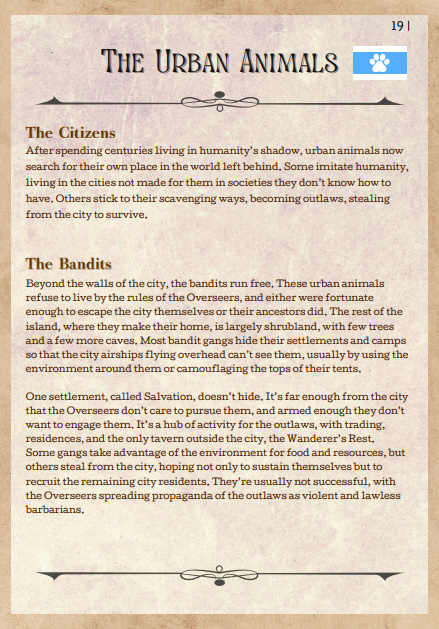 19 |
The Urban Animals
The Citizens
After spending centuries living in humanity's shadow, urban animals now
search for their own place in the world left behind. Some imitate humanity,
living in the cities not made for them in societies they don't know how to
have. Others stick to their scavenging ways, becoming outlaws, stealing
from the city to survive.
The Bandits
Beyond the walls of the city, the bandits run free. These urban animals
refuse to live by the rules of the Overseers, and either were fortunate
enough to escape the city themselves or their ancestors did. The rest of the
island, where they make their home, is largely shrubland, with few trees
and a few more caves. Most bandit gangs hide their settlements and camps
so that the city airships flying overhead can't see them, usually by using the
environment around them or camouflaging the tops of their tents.
One settlement, called Salvation, doesn't hide. It's far enough from the city
that the Overseers don't care to pursue them, and armed enough they don't
want to engage them. It's a hub of activity for the outlaws, with trading,
residences, and the only tavern outside the city, the Wanderer's Rest.
Some gangs take advantage of the environment for food and resources, but
others steal from the city, hoping not only to sustain themselves but to
recruit the remaining city residents. They're usually not successful, with
the Overseers spreading propaganda of the outlaws as violent and lawless
barbarians.